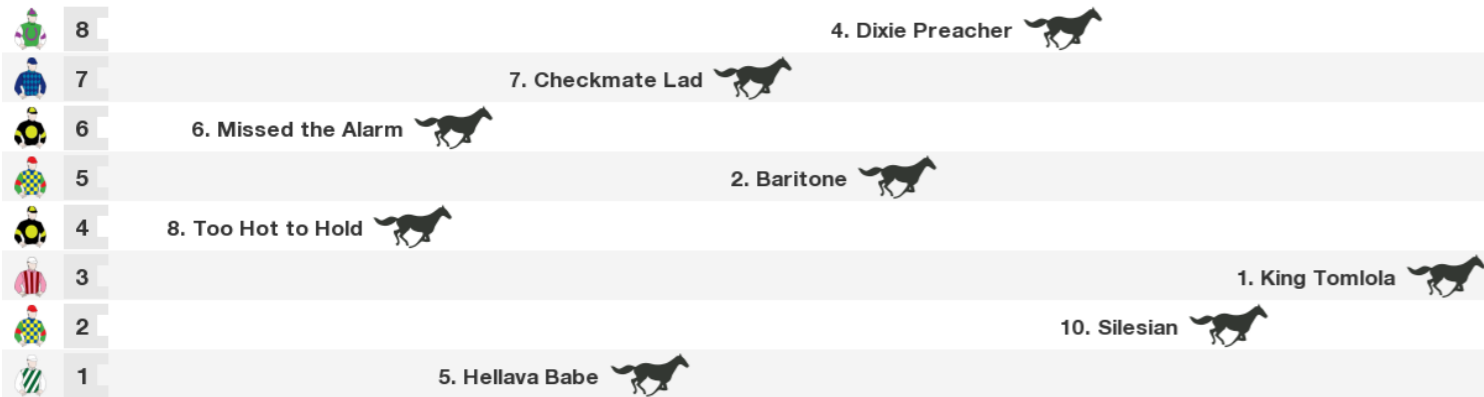 8 4. Dixie Preacher
7 7. Checkmate Lad
6 6. Missed the Alarm
5 2. Baritone
4 8. Too Hot to Hold
3 1. King Tomlola
2 10. Silesian
1 5. Hellava Babe